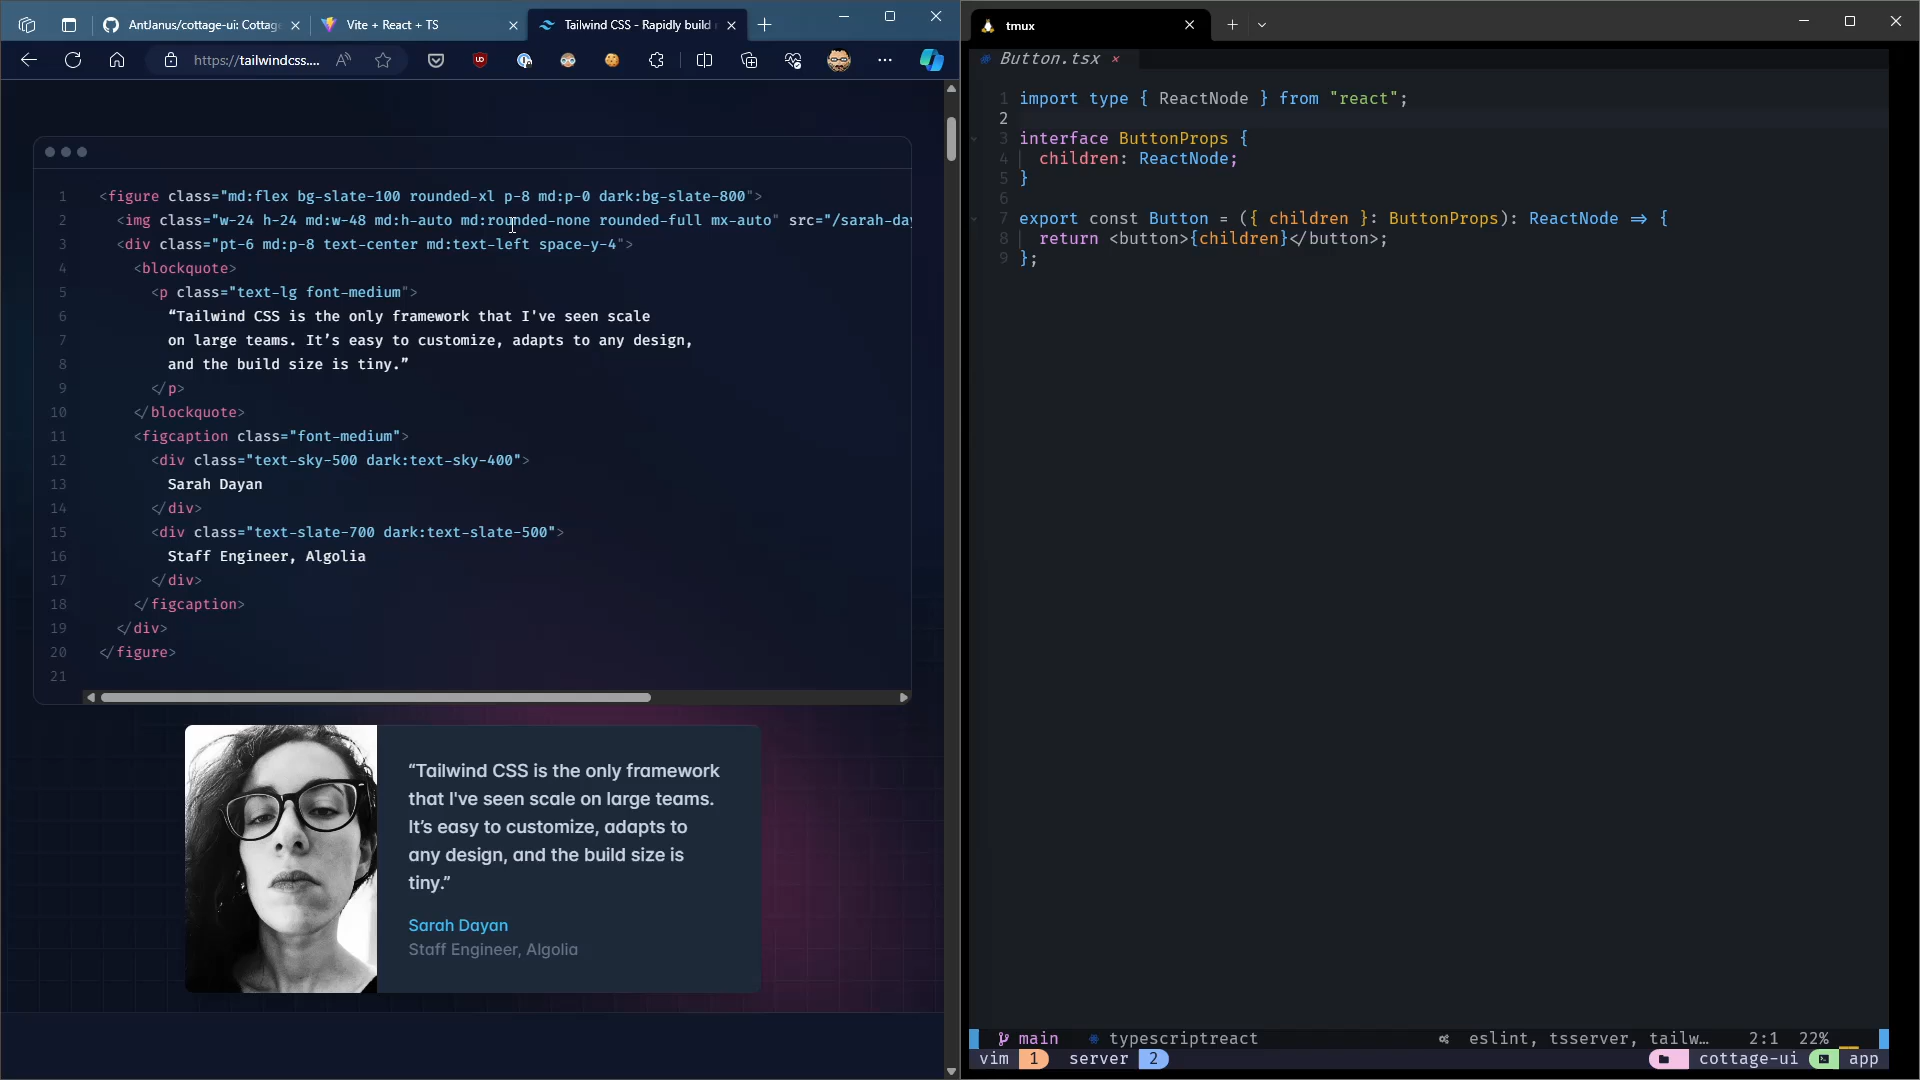 AntJanus/cottage-ui: Cottag
Vite + React + TS
Tailwind CSS - Rapidly build
https://tailwindcss....
1 <figure class="md:flex bg-slate-100 rounded-xl p-8 md:p-0 dark:bg-slate-800">
2 <img class="w-24 h-24 md:w-48 md:h-auto md:rounded-none rounded-full mx-auto" src="/sarah-day
3 <div class="pt-6 md:p-8 text-center md:text-left space-y-4">
4 <blockquote>
5 <p class="text-lg font-medium">
6 “Tailwind CSS is the only framework that I've seen scale
7 on large teams. It’s easy to customize, adapts to any design,
8 and the build size is tiny.”
9 </p>
10 </blockquote>
11 <figcaption class="font-medium">
12 <div class="text-sky-500 dark:text-sky-400">
13 Sarah Dayan
14 </div>
15 <div class="text-slate-700 dark:text-slate-500">
16 Staff Engineer, Algolia
17 </div>
18 </figcaption>
19 </div>
20 </figure>
21
“Tailwind CSS is the only framework
that I've seen scale on large teams.
It’s easy to customize, adapts to
any design, and the build size is
tiny.”
Sarah Dayan
Staff Engineer, Algolia
tmux
Button.tsx ×
1 import type { ReactNode } from "react";
2
3 interface ButtonProps {
4 children: ReactNode;
5 }
6
7 export const Button = ({ children }: ButtonProps): ReactNode => {
8 return <button>{children}</button>;
9 };
main typescriptreact eslint, tsserver, tailw… 2:1 22%
vim 1 server 2 cottage-ui app